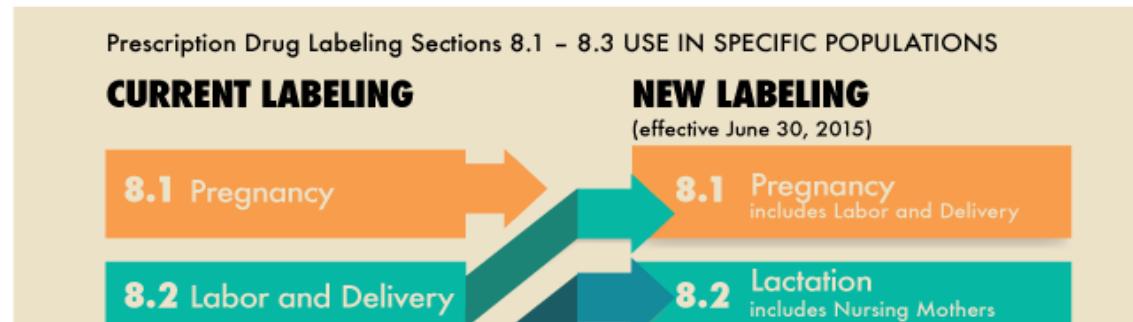 Prescription Drug Labeling Sections 8.1 – 8.3 USE IN SPECIFIC POPULATIONS
CURRENT LABELING
NEW LABELING
(effective June 30, 2015)
8.1 Pregnancy
8.1 Pregnancy
includes Labor and Delivery
8.2 Labor and Delivery
8.2 Lactation
includes Nursing Mothers